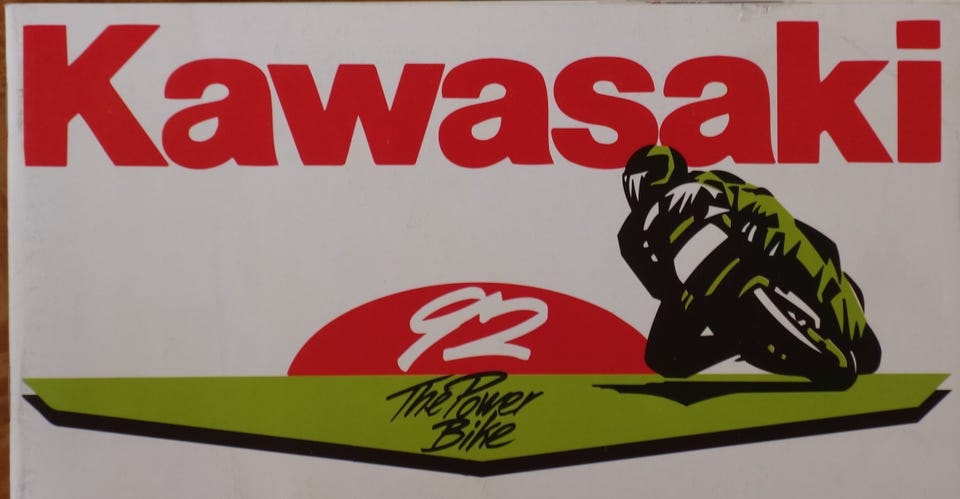 Kawasaki
92
The Power
Bike